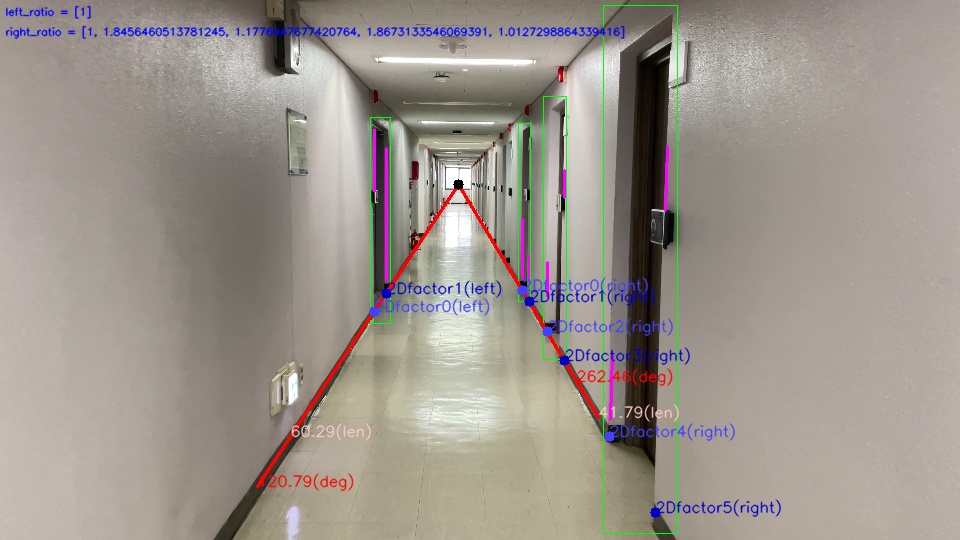 left_ratio = [1]
right_ratio = [1, 1.8456460513781245, 1.1776947677420764, 1.8673133546069391, 1.0127298864339416]
2Dfactor1(left)
2Dfactor0(left)
2Dfactor0(right)
2Dfactor1(right)
2Dfactor2(right)
2Dfactor3(right)
262.46(deg)
41.79(len)
60.29(len)
2Dfactor4(right)
20.79(deg)
2Dfactor5(right)